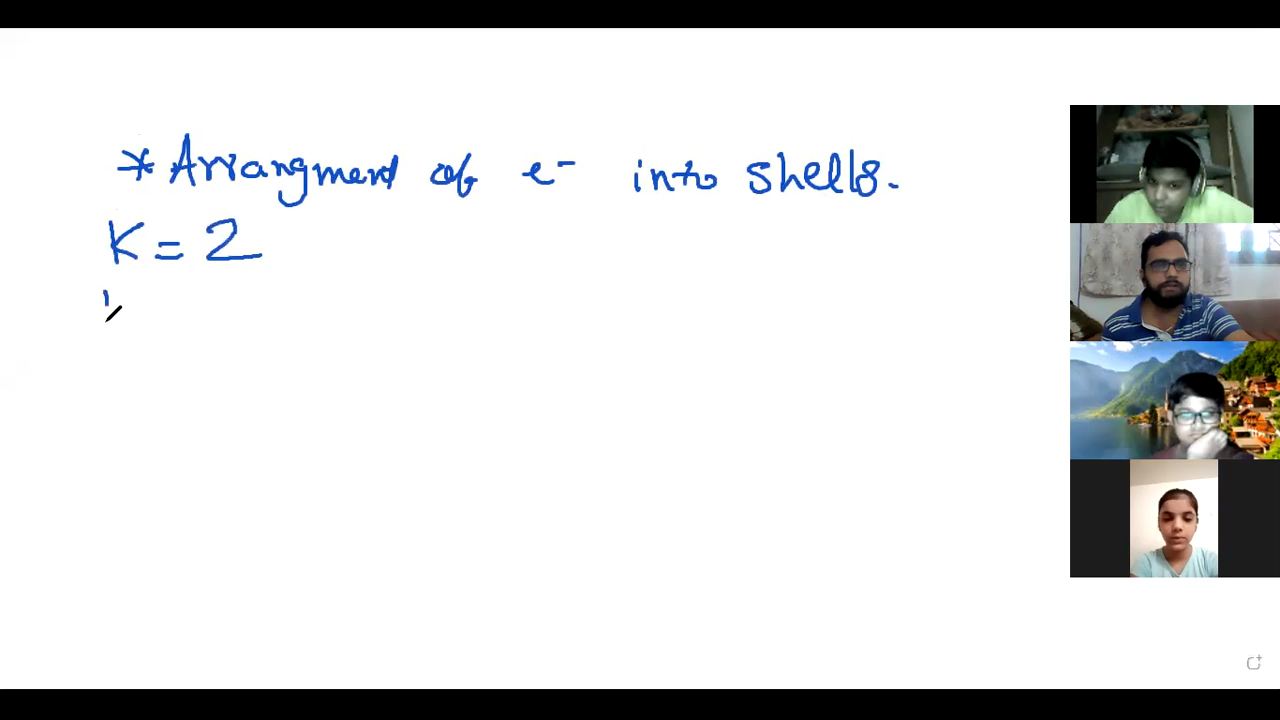 * Arrangment of e⁻ into shells.
K = 2